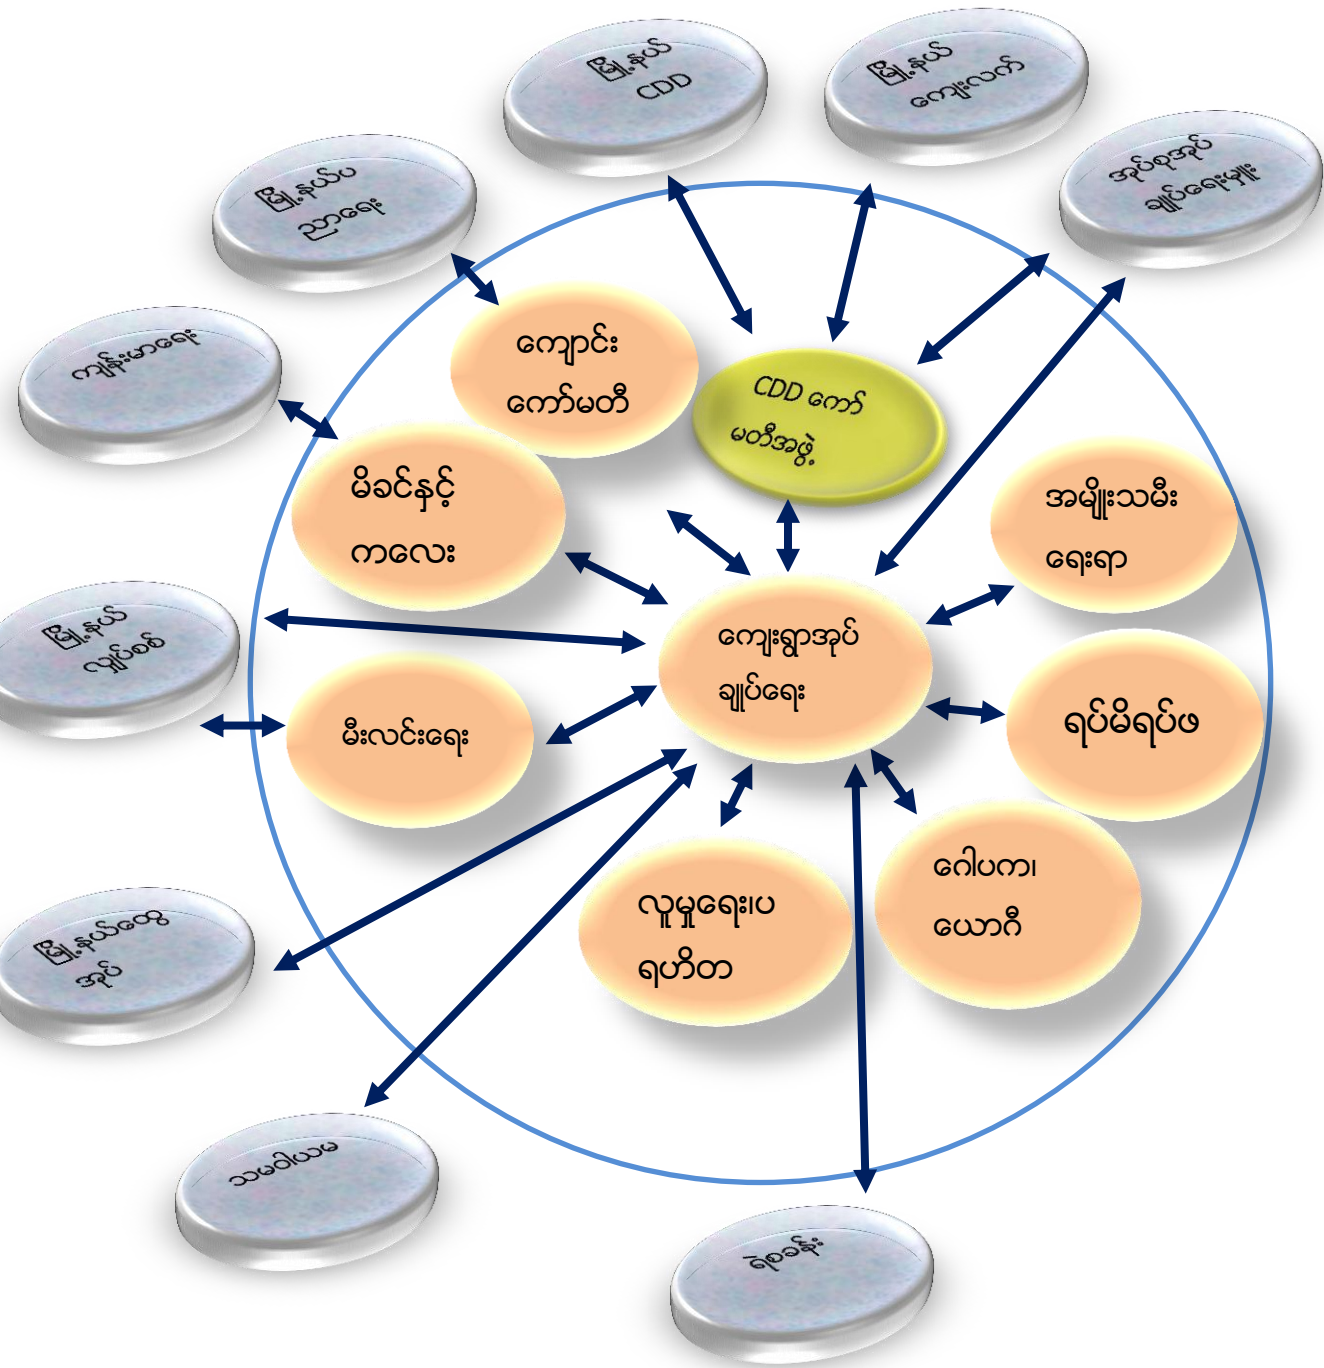 မြို့နယ်
CDD
မြို့နယ်
ကျေးလက်
အုပ်စုအုပ်
ချုပ်ရေးမှူး
မြို့နယ်ပ
ညာရေး
ကျန်းမာရေး
ကျောင်း
ကော်မတီ
CDD ကော်
မတီအဖွဲ့
မိခင်နှင့်
ကလေး
အမျိုးသမီး
ရေးရာ
မြို့နယ်
လျှပ်စစ်
ကျေးရွာအုပ်
ချုပ်ရေး
မီးလင်းရေး
ရပ်မိရပ်ဖ
ဂေါပက၊
ယောဂီ
လူမှုရေး၊ပ
ရဟိတ
မြို့နယ်ထွေ
အုပ်
သမဝါယမ
ရဲစခန်း